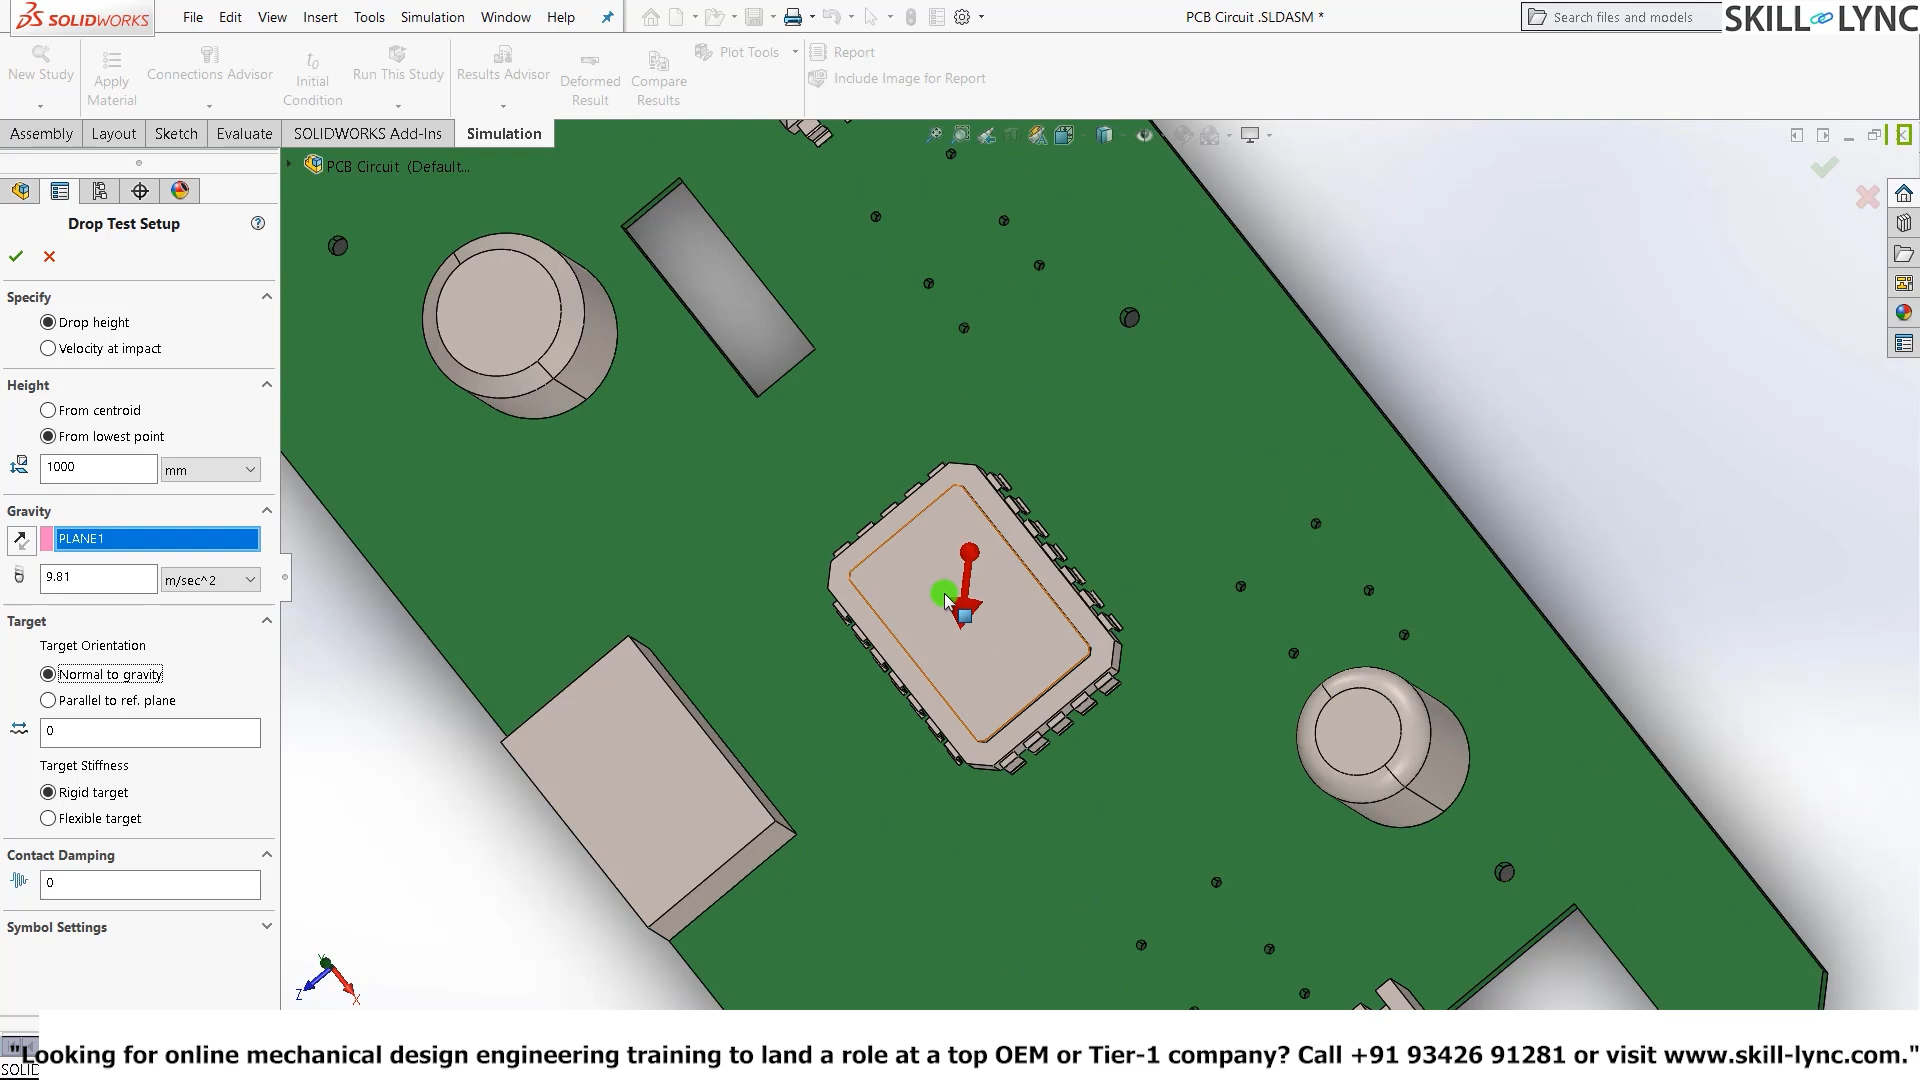 SOLIDWORKS
File Edit View Insert Tools Simulation Window Help
PCB Circuit .SLDASM *
Search files and models
SKILL LYNC
New Study
Apply Material
Connections Advisor
t0
Initial Condition
Run This Study
Results Advisor
Deformed Result
Compare Results
Plot Tools
Report
Include Image for Report
Assembly Layout Sketch Evaluate SOLIDWORKS Add-Ins Simulation
PCB Circuit (Default...
Drop Test Setup
Specify
Drop height
Velocity at impact
Height
From centroid
From lowest point
1000 mm
Gravity
PLANE1
9.81 m/sec^2
Target
Target Orientation
Normal to gravity
Parallel to ref. plane
0
Target Stiffness
Rigid target
Flexible target
Contact Damping
0
Symbol Settings
Y
Z X
Looking for online mechanical design engineering training to land a role at a top OEM or Tier-1 company? Call +91 93426 91281 or visit www.skill-lync.com."
SOLID